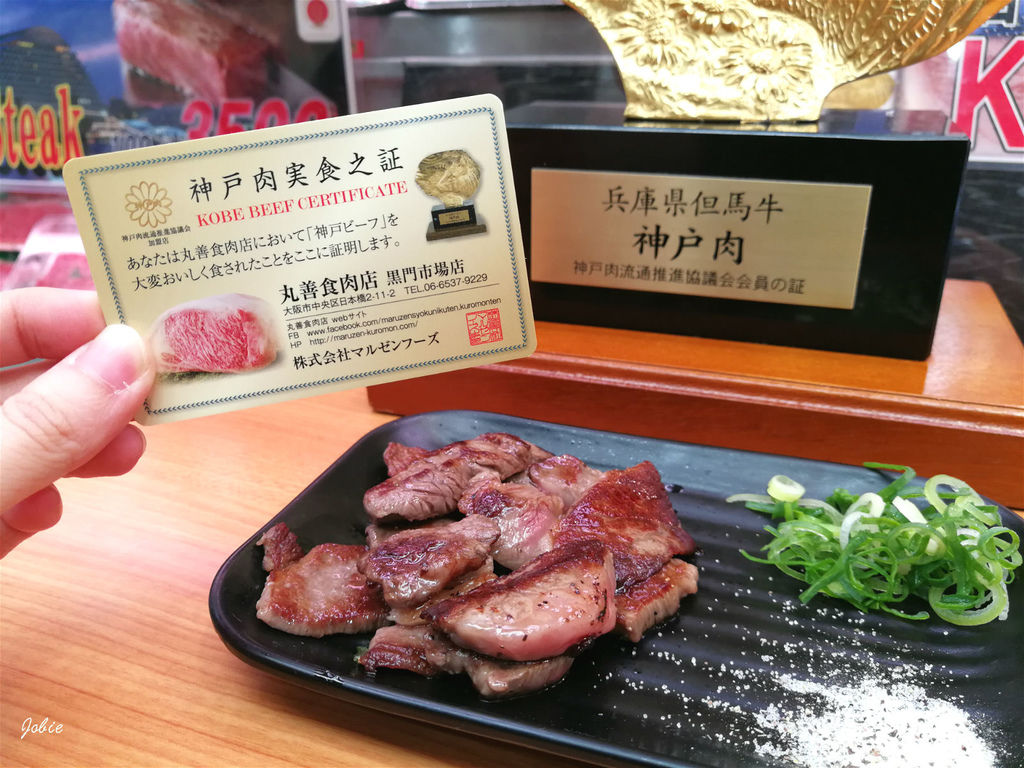 steak
3500
K
神戸肉実食之証
KOBE BEEF CERTIFICATE
神戸肉流通推進協議会
加盟店
あなたは丸善食肉店において「神戸ビーフ」を
大変おいしく食されたことをここに証明します。
丸善食肉店 黒門市場店
大阪市中央区日本橋2-11-2 TEL.06-6537-9229
丸善食肉店 webサイト
FB www.facebook.com/maruzensyokunikuten.kuromonten
HP http://maruzen-kuromon.com/
株式会社マルゼンフーズ
兵庫県但馬牛
神戸肉
神戸肉流通推進協議会会員の証
Jobie